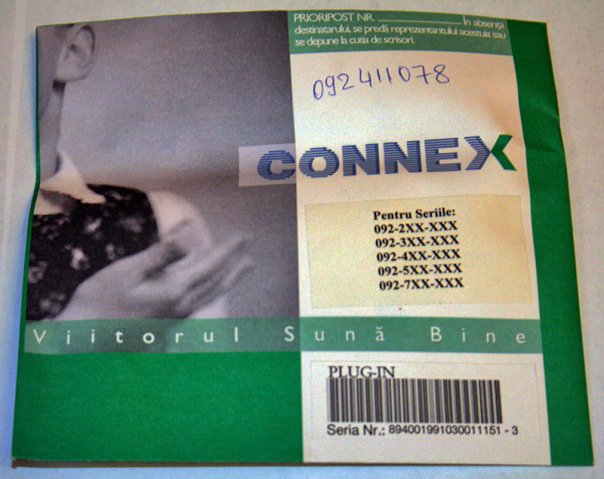 PRIORIPOST NR. ____________ În absența
destinatarului, se predă reprezentantului acestuia sau
se depune la cutia de scrisori.
092411078
CONNEX
Pentru Seriile:
092-2XX-XXX
092-3XX-XXX
092-4XX-XXX
092-5XX-XXX
092-7XX-XXX
Viitorul Sună Bine
PLUG-IN
Seria Nr.: 894001991030011151 - 3